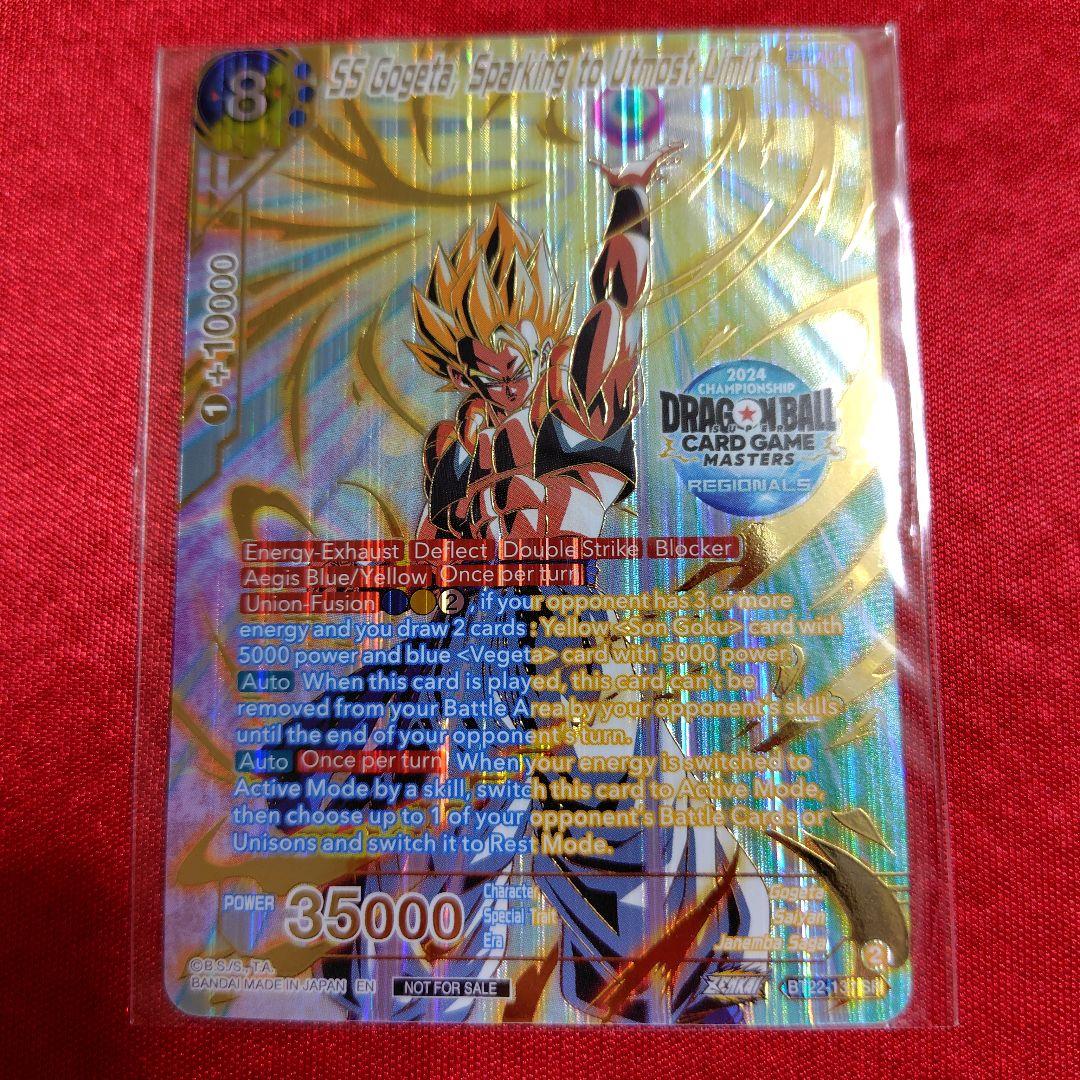 8
SS Gogeta, Sparking to Utmost Limit
1 +10000
2024
CHAMPIONSHIP
DRAGON BALL
SUPER
CARD GAME
MASTERS
REGIONALS
Energy-Exhaust Deflect Double Strike Blocker
Aegis Blue/Yellow Once per turn
Union-Fusion 2, if your opponent has 3 or more
energy and you draw 2 cards : Yellow <Son Goku> card with
5000 power and blue <Vegeta> card with 5000 power.)
Auto When this card is played, this card can't be
removed from your Battle Area by your opponent's skills
until the end of your opponent's turn.
Auto Once per turn When your energy is switched to
Active Mode by a skill, switch this card to Active Mode,
then choose up to 1 of your opponent's Battle Cards or
Unisons and switch it to Rest Mode.
POWER 35000
Character Gogeta
Special Trait Saiyan
Era Janemba Saga
2
©B.S./S., T.A.
BANDAI MADE IN JAPAN EN NOT FOR SALE
ZENKAI